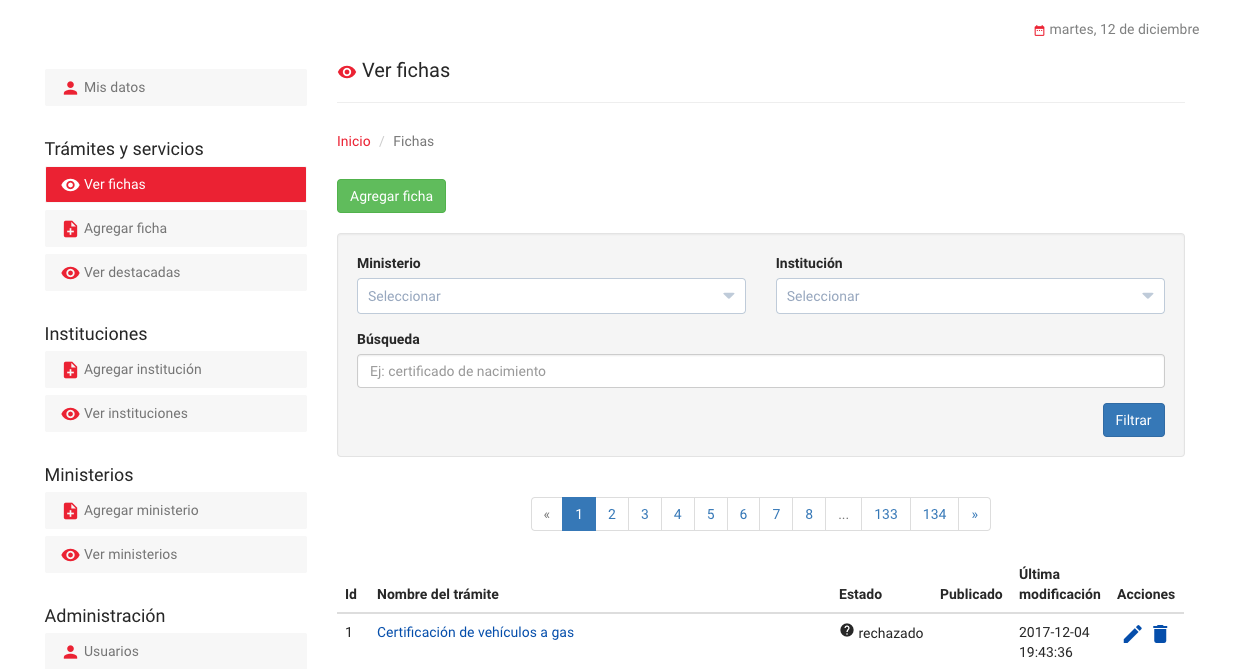 martes, 12 de diciembre
Mis datos
Trámites y servicios
Ver fichas
Agregar ficha
Ver destacadas
Instituciones
Agregar institución
Ver instituciones
Ministerios
Agregar ministerio
Ver ministerios
Administración
Usuarios
Ver fichas
Inicio / Fichas
Agregar ficha
Ministerio
Seleccionar
Institución
Seleccionar
Búsqueda
Ej: certificado de nacimiento
Filtrar
« 1 2 3 4 5 6 7 8 ... 133 134 »
Id Nombre del trámite Estado Publicado Última modificación Acciones
1 Certificación de vehículos a gas rechazado 2017-12-04
19:43:36